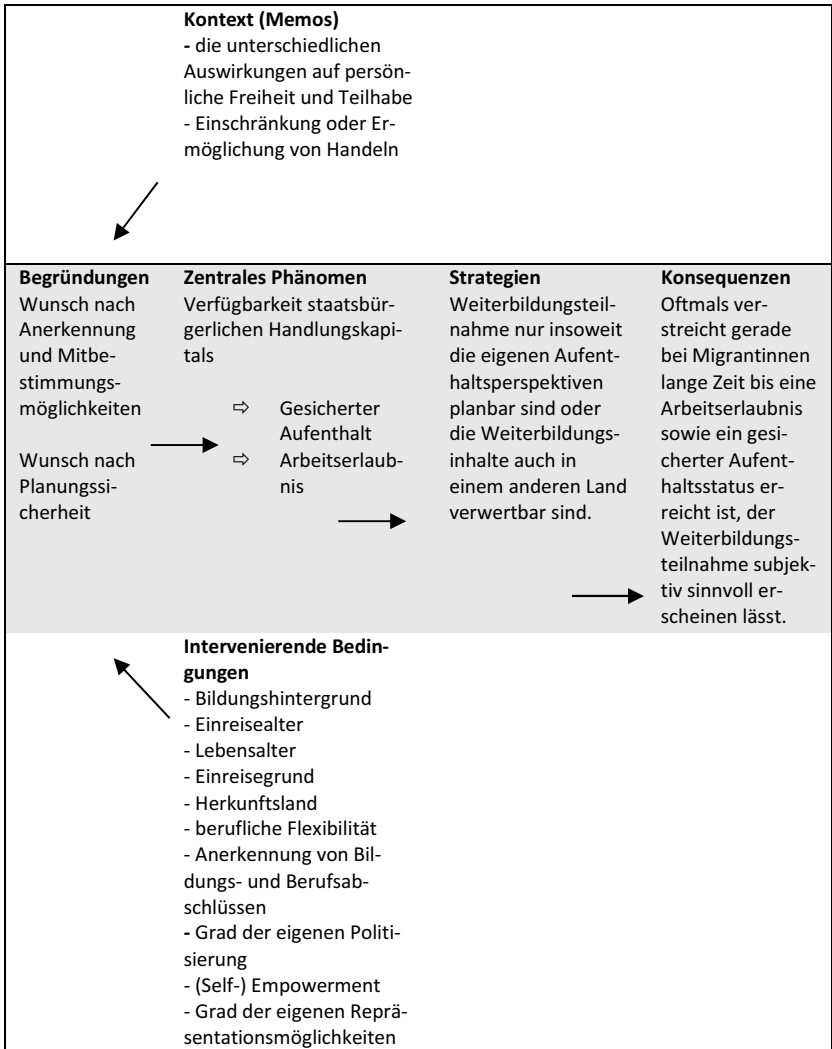 Kontext (Memos)
- die unterschiedlichen
Auswirkungen auf persön-
liche Freiheit und Teilhabe
- Einschränkung oder Er-
möglichung von Handeln
Begründungen
Wunsch nach
Anerkennung
und Mitbe-
stimmungs-
möglichkeiten
Wunsch nach
Planungssi-
cherheit
Zentrales Phänomen
Verfügbarkeit staatsbür-
gerlichen Handlungskapi-
tals
⇨ Gesicherter
Aufenthalt
⇨ Arbeitserlaub-
nis
Strategien
Weiterbildungsteil-
nahme nur insoweit
die eigenen Aufent-
haltsperspektiven
planbar sind oder
die Weiterbildungs-
inhalte auch in
einem anderen Land
verwertbar sind.
Konsequenzen
Oftmals ver-
streicht gerade
bei Migrantinnen
lange Zeit bis eine
Arbeitserlaubnis
sowie ein gesi-
cherter Aufent-
haltsstatus er-
reicht ist, der
Weiterbildungs-
teilnahme subjek-
tiv sinnvoll er-
scheinen lässt.
Intervenierende Bedin-
gungen
- Bildungshintergrund
- Einreisealter
- Lebensalter
- Einreisegrund
- Herkunftsland
- berufliche Flexibilität
- Anerkennung von Bil-
dungs- und Berufsab-
schlüssen
- Grad der eigenen Politi-
sierung
- (Self-) Empowerment
- Grad der eigenen Reprä-
sentationsmöglichkeiten